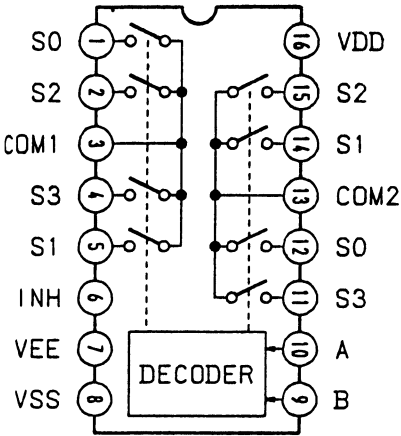 S0 1 16 VDD
S2 2 15 S2
COM1 3 14 S1
S3 4 13 COM2
S1 5 12 S0
INH 6 11 S3
VEE 7 10 A
DECODER
VSS 8 9 B